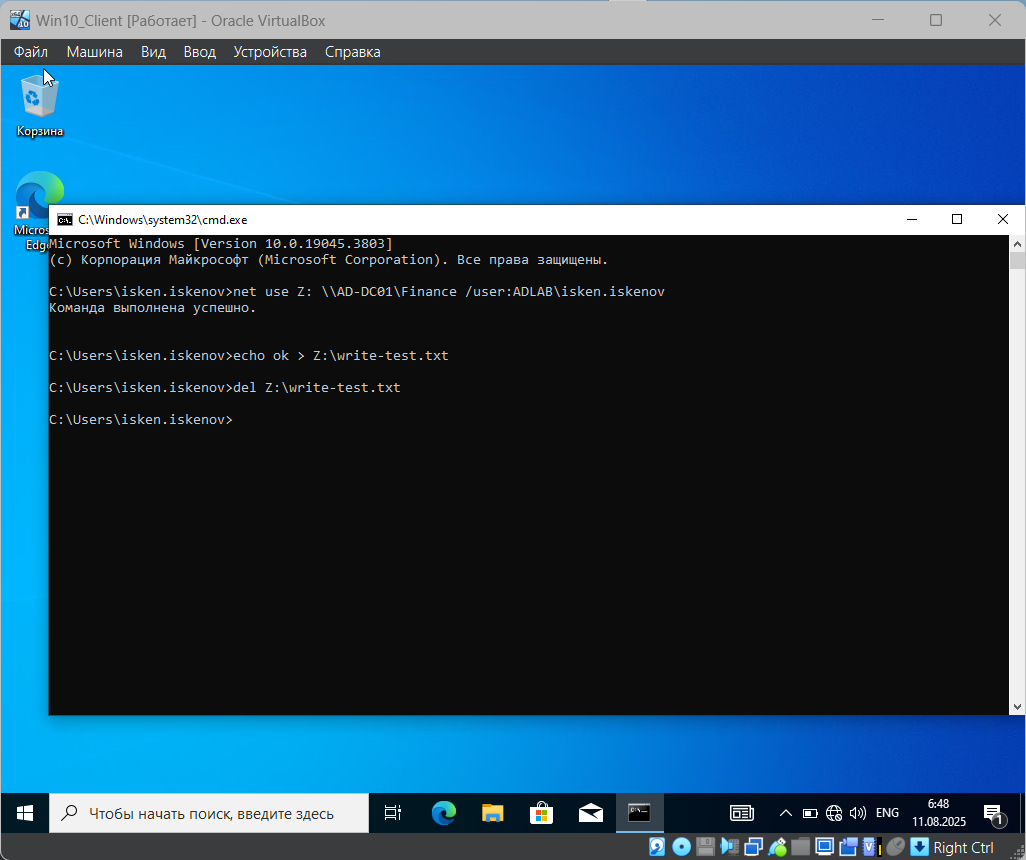 Win10_Client [Работает] - Oracle VirtualBox
Файл Машина Вид Ввод Устройства Справка
Корзина
Micros
Edge
C:\Windows\system32\cmd.exe
Microsoft Windows [Version 10.0.19045.3803]
(c) Корпорация Майкрософт (Microsoft Corporation). Все права защищены.
C:\Users\isken.iskenov>net use Z: \\AD-DC01\Finance /user:ADLAB\isken.iskenov
Команда выполнена успешно.
C:\Users\isken.iskenov>echo ok > Z:\write-test.txt
C:\Users\isken.iskenov>del Z:\write-test.txt
C:\Users\isken.iskenov>
Чтобы начать поиск, введите здесь
ENG
6:48
11.08.2025
1
Right Ctrl